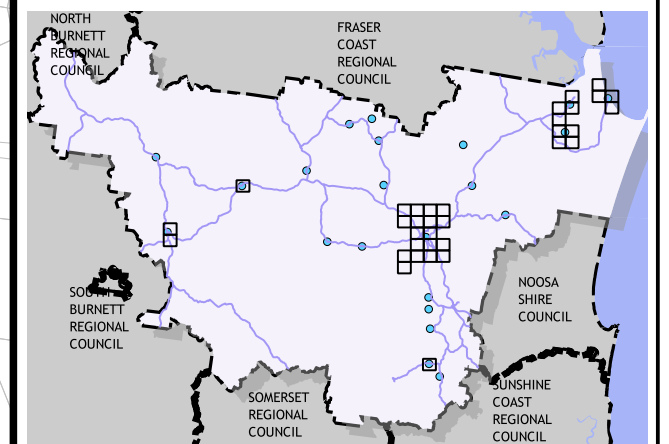 NORTH
BURNETT
REGIONAL
COUNCIL
FRASER
COAST
REGIONAL
COUNCIL
SOUTH
BURNETT
REGIONAL
COUNCIL
NOOSA
SHIRE
COUNCIL
SOMERSET
REGIONAL
COUNCIL
SUNSHINE
COAST
REGIONAL
COUNCIL